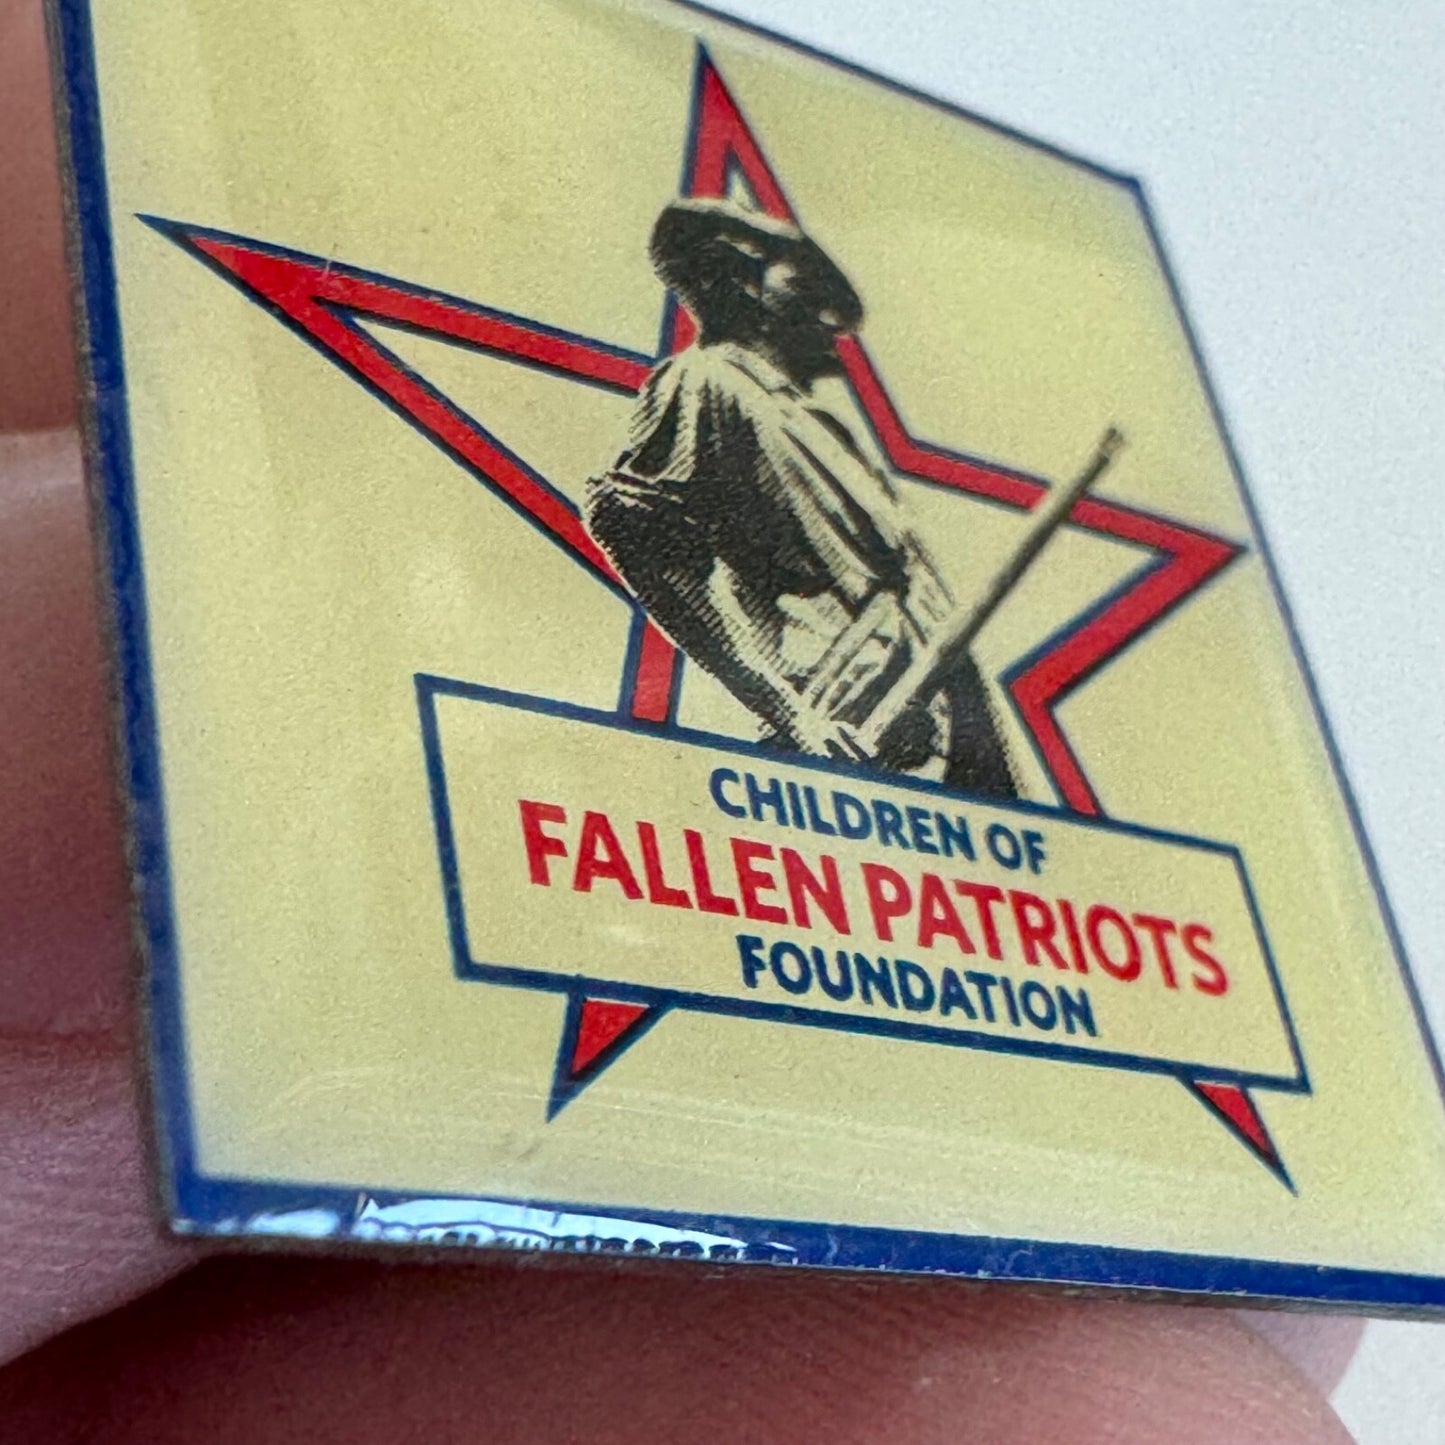 CHILDREN OF
FALLEN PATRIOTS
FOUNDATION